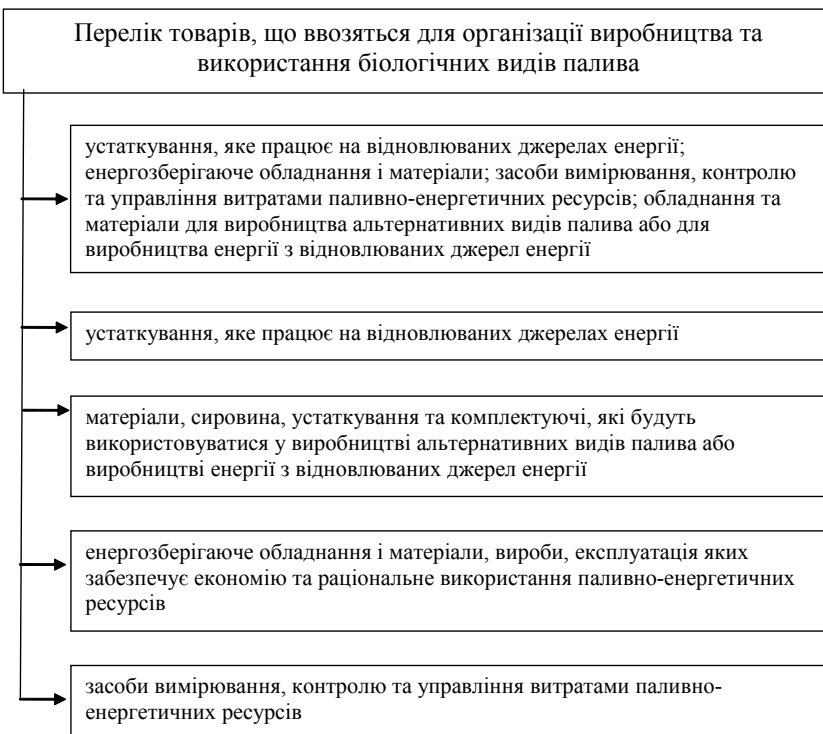 Перелік товарів, що ввозяться для організації виробництва та
використання біологічних видів палива
устаткування, яке працює на відновлюваних джерелах енергії;
енергозберігаюче обладнання і матеріали; засоби вимірювання, контролю
та управління витратами паливно-енергетичних ресурсів; обладнання та
матеріали для виробництва альтернативних видів палива або для
виробництва енергії з відновлюваних джерел енергії
устаткування, яке працює на відновлюваних джерелах енергії
матеріали, сировина, устаткування та комплектуючі, які будуть
використовуватися у виробництві альтернативних видів палива або
виробництві енергії з відновлюваних джерел енергії
енергозберігаюче обладнання і матеріали, вироби, експлуатація яких
забезпечує економію та раціональне використання паливно-енергетичних
ресурсів
засоби вимірювання, контролю та управління витратами паливно-
енергетичних ресурсів